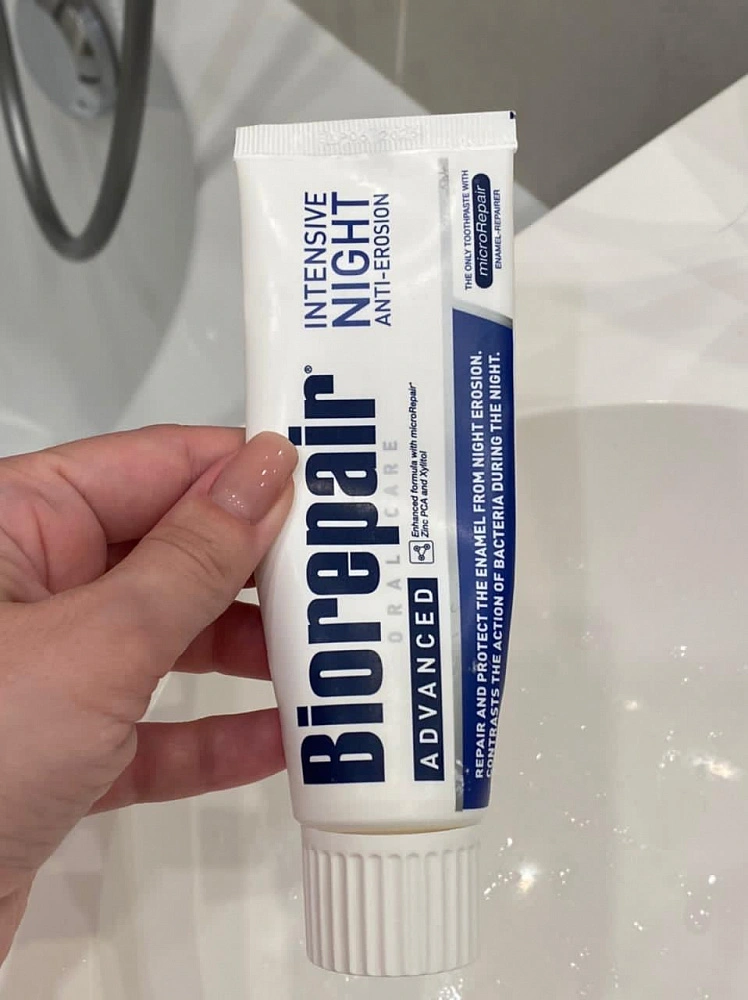 Biorepair®
ORAL CARE
INTENSIVE
NIGHT
ANTI-EROSION
ADVANCED
Enhanced formula with microRepair®
Zinc PCA and Xylitol
THE ONLY TOOTHPASTE WITH
microRepair®
ENAMEL-REPAIRER
REPAIR AND PROTECT THE ENAMEL FROM NIGHT EROSION.
CONTRASTS THE ACTION OF BACTERIA DURING THE NIGHT.